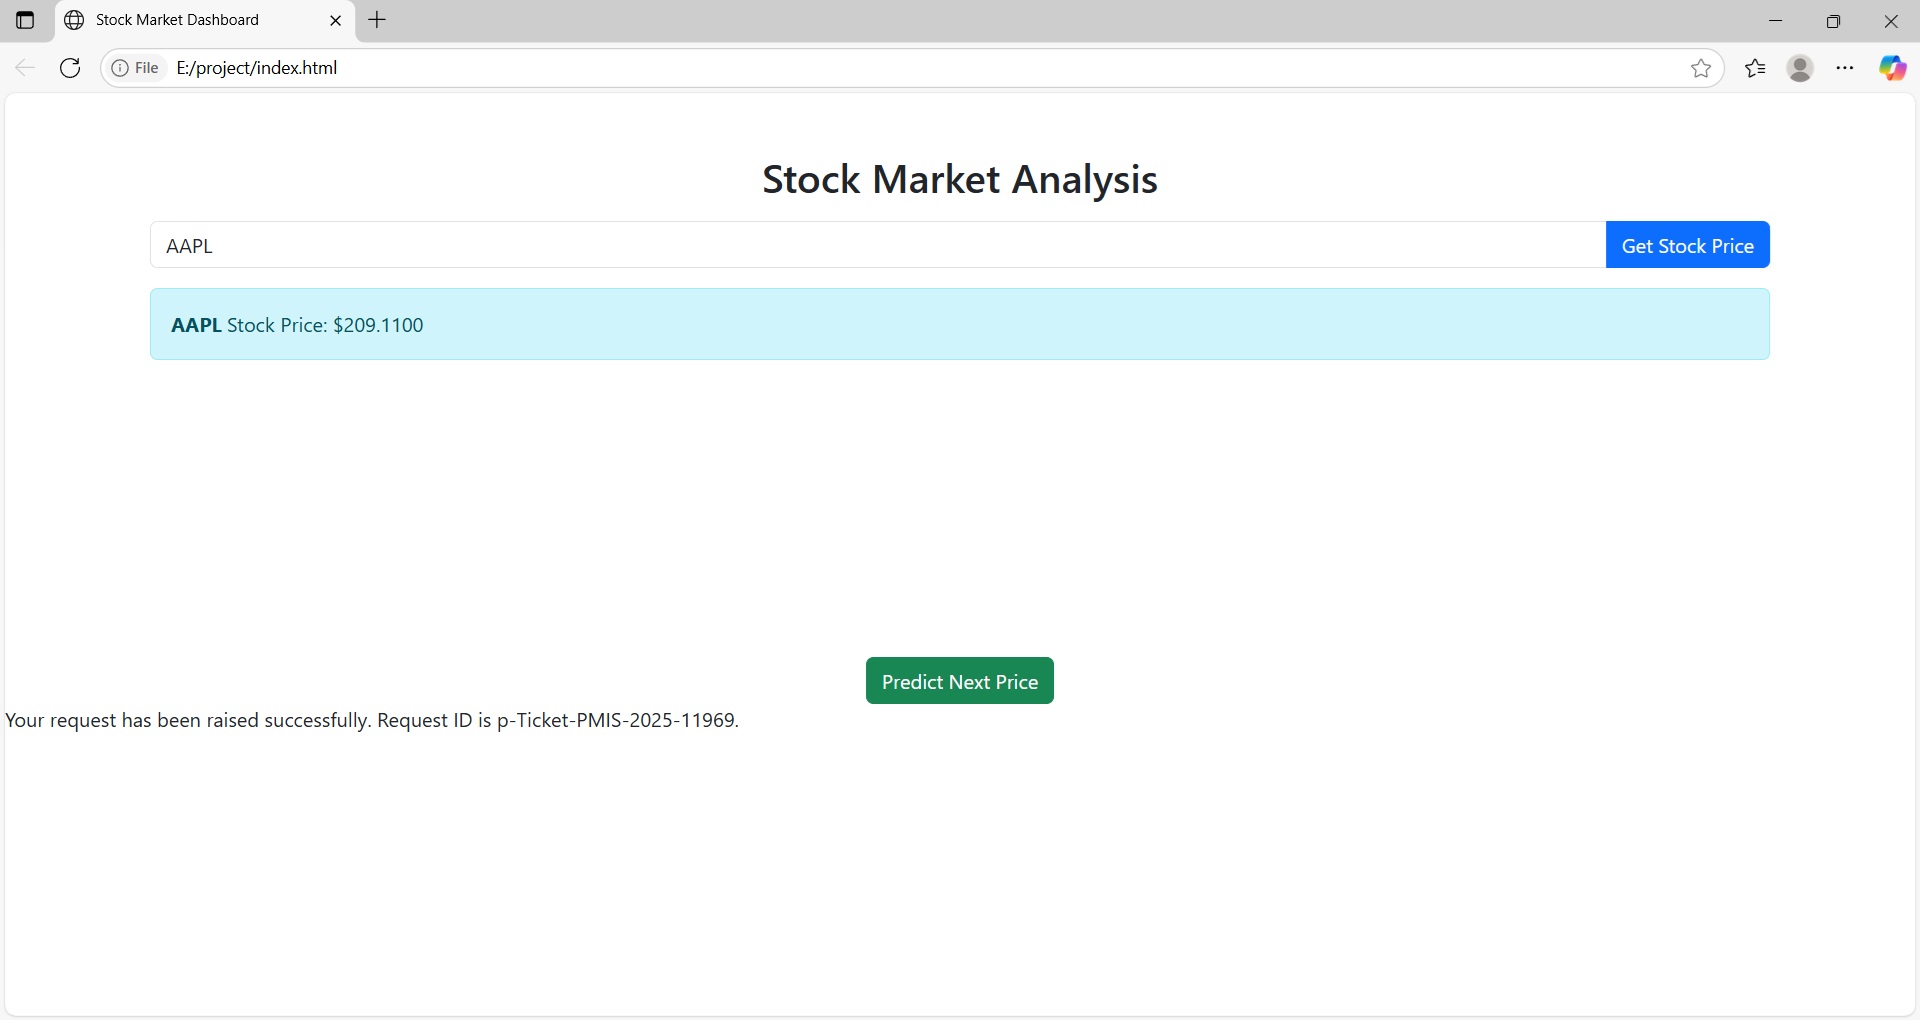 Stock Market Dashboard
File E:/project/index.html
Stock Market Analysis
AAPL Get Stock Price
AAPL Stock Price: $209.1100
Predict Next Price
Your request has been raised successfully. Request ID is p-Ticket-PMIS-2025-11969.